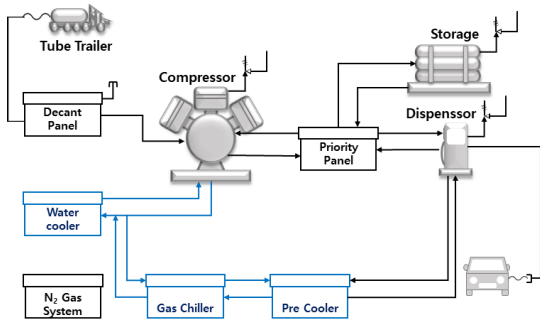 Tube Trailer
Storage
Compressor
Decant
Panel
Dispenssor
Priority
Panel
Water
cooler
N₂ Gas
System
Gas Chiller
Pre Cooler